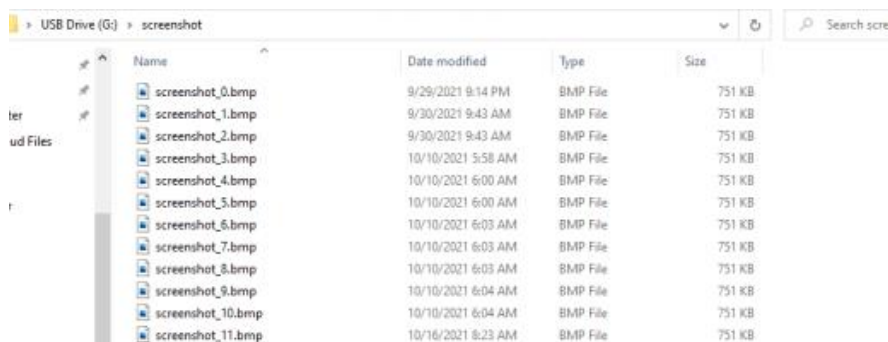 USB Drive (G:) > screenshot Search scre
Name Date modified Type Size
screenshot_0.bmp 9/29/2021 9:14 PM BMP File 751 KB
screenshot_1.bmp 9/30/2021 9:43 AM BMP File 751 KB
ter screenshot_2.bmp 9/30/2021 9:43 AM BMP File 751 KB
ud Files screenshot_3.bmp 10/10/2021 5:58 AM BMP File 751 KB
screenshot_4.bmp 10/10/2021 6:00 AM BMP File 751 KB
screenshot_5.bmp 10/10/2021 6:00 AM BMP File 751 KB
screenshot_6.bmp 10/10/2021 6:03 AM BMP File 751 KB
screenshot_7.bmp 10/10/2021 6:03 AM BMP File 751 KB
screenshot_8.bmp 10/10/2021 6:03 AM BMP File 751 KB
screenshot_9.bmp 10/10/2021 6:04 AM BMP File 751 KB
screenshot_10.bmp 10/10/2021 6:04 AM BMP File 751 KB
screenshot_11.bmp 10/16/2021 8:23 AM BMP File 751 KB